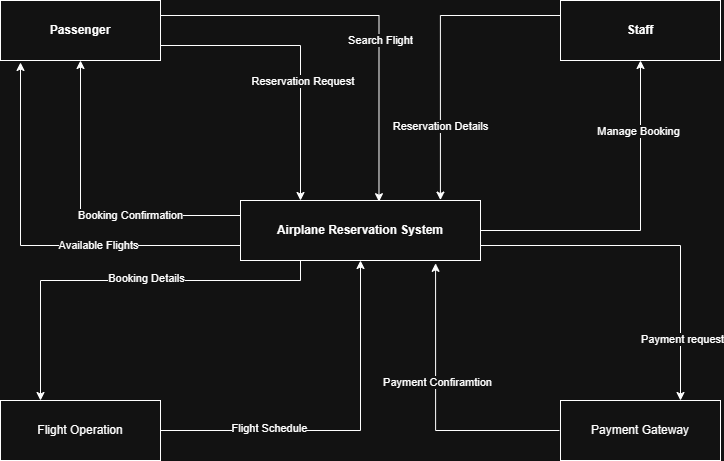 Passenger
Staff
Search Flight
Reservation Request
Reservation Details
Manage Booking
Booking Confirmation
Airplane Reservation System
Available Flights
Booking Details
Payment request
Payment Confiramtion
Flight Operation
Flight Schedule
Payment Gateway